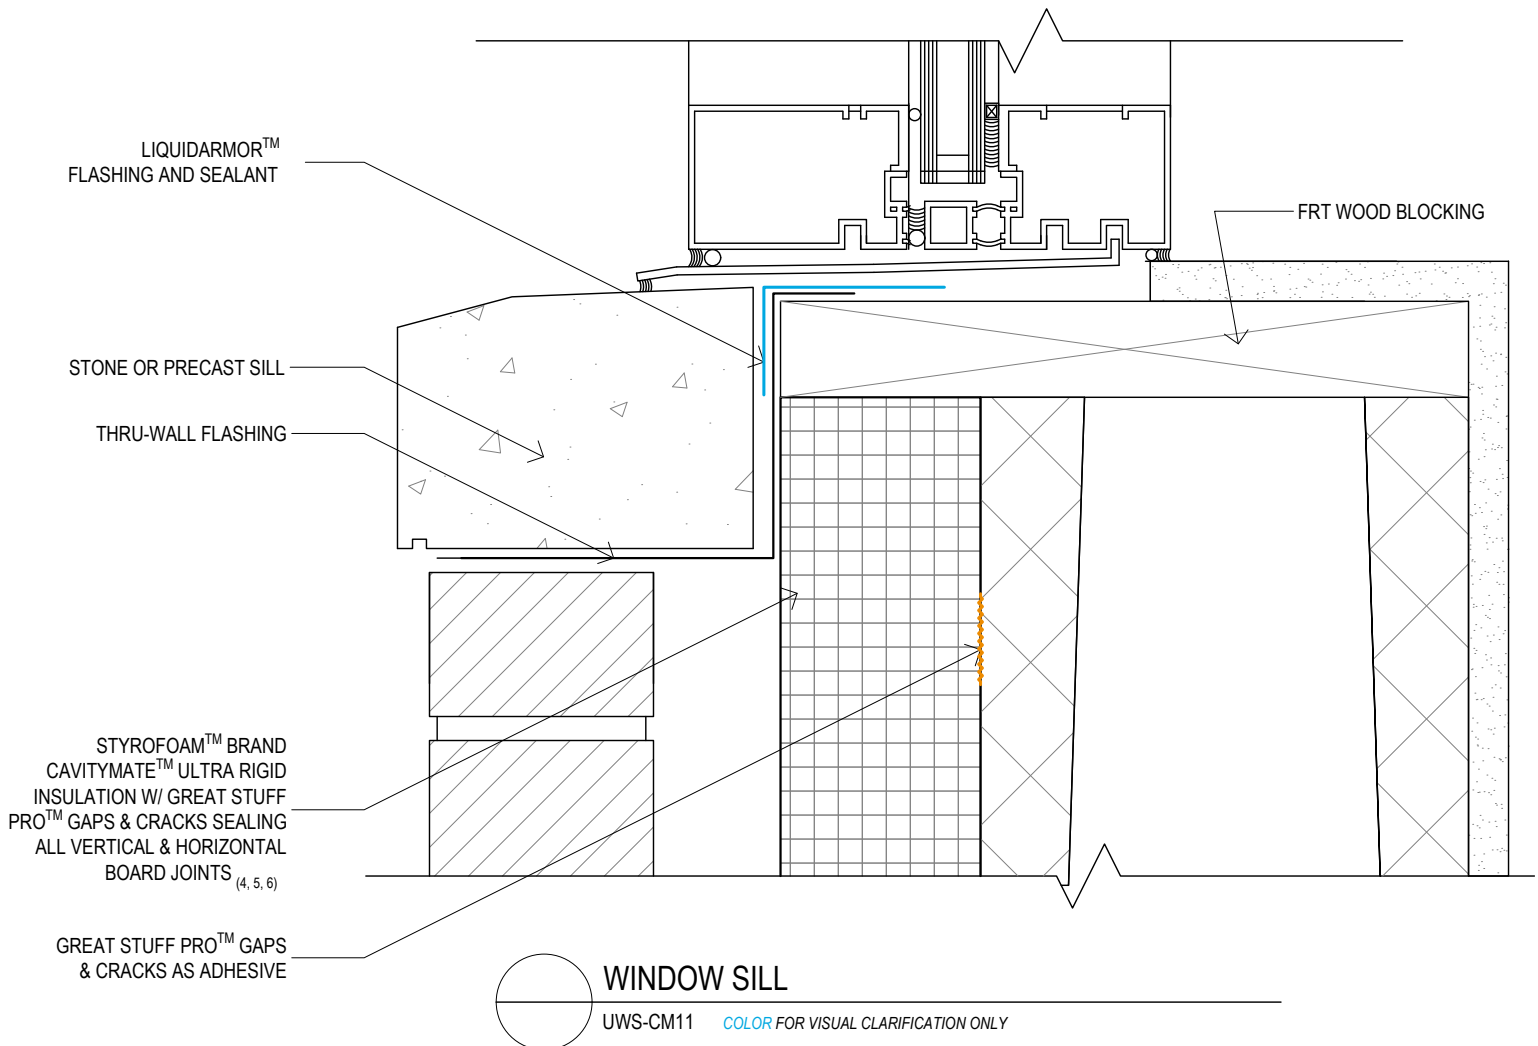 LIQUIDARMOR™
FLASHING AND SEALANT
FRT WOOD BLOCKING
STONE OR PRECAST SILL
THRU-WALL FLASHING
STYROFOAM™ BRAND
CAVITYMATE™ ULTRA RIGID
INSULATION W/ GREAT STUFF
PRO™ GAPS & CRACKS SEALING
ALL VERTICAL & HORIZONTAL
BOARD JOINTS (4, 5, 6)
GREAT STUFF PRO™ GAPS
& CRACKS AS ADHESIVE
WINDOW SILL
UWS-CM11 COLOR FOR VISUAL CLARIFICATION ONLY